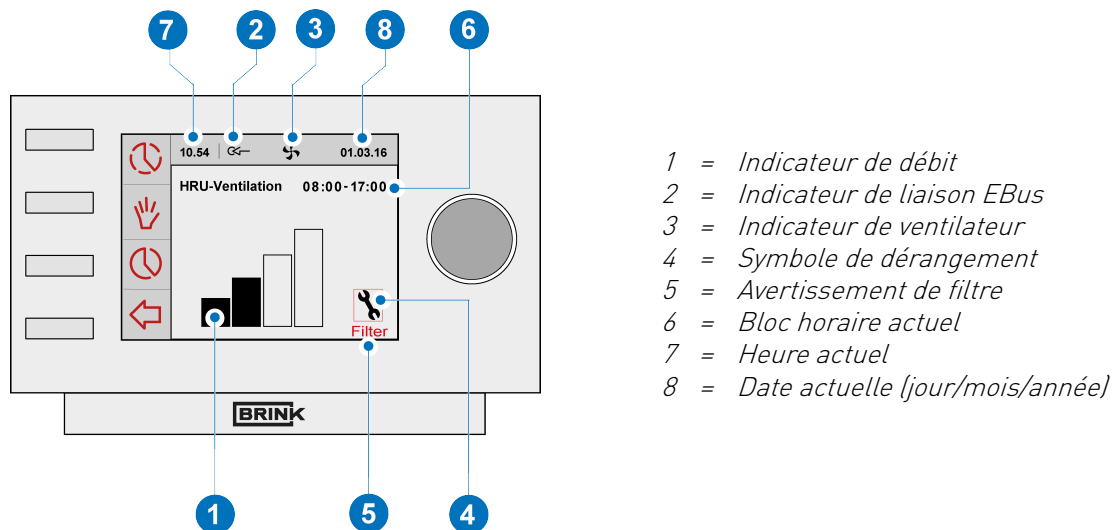 7 2 3 8 6
10.54 01.03.16
HRU-Ventilation 08:00-17:00
Filter
BRINK
1 5 4
1 = Indicateur de débit
2 = Indicateur de liaison EBus
3 = Indicateur de ventilateur
4 = Symbole de dérangement
5 = Avertissement de filtre
6 = Bloc horaire actuel
7 = Heure actuel
8 = Date actuelle (jour/mois/année)